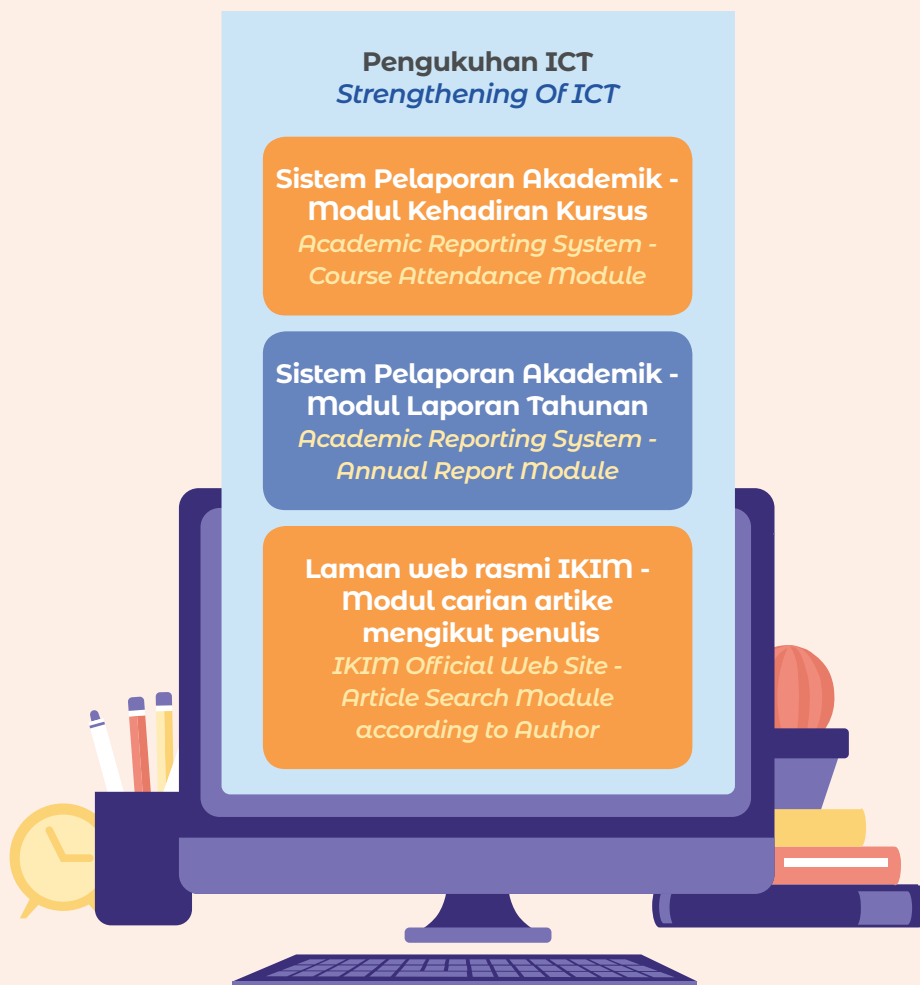 Pengukuhan ICT
Strengthening Of ICT
Sistem Pelaporan Akademik -
Modul Kehadiran Kursus
Academic Reporting System -
Course Attendance Module
Sistem Pelaporan Akademik -
Modul Laporan Tahunan
Academic Reporting System -
Annual Report Module
Laman web rasmi IKIM -
Modul carian artike
mengikut penulis
IKIM Official Web Site -
Article Search Module
according to Author